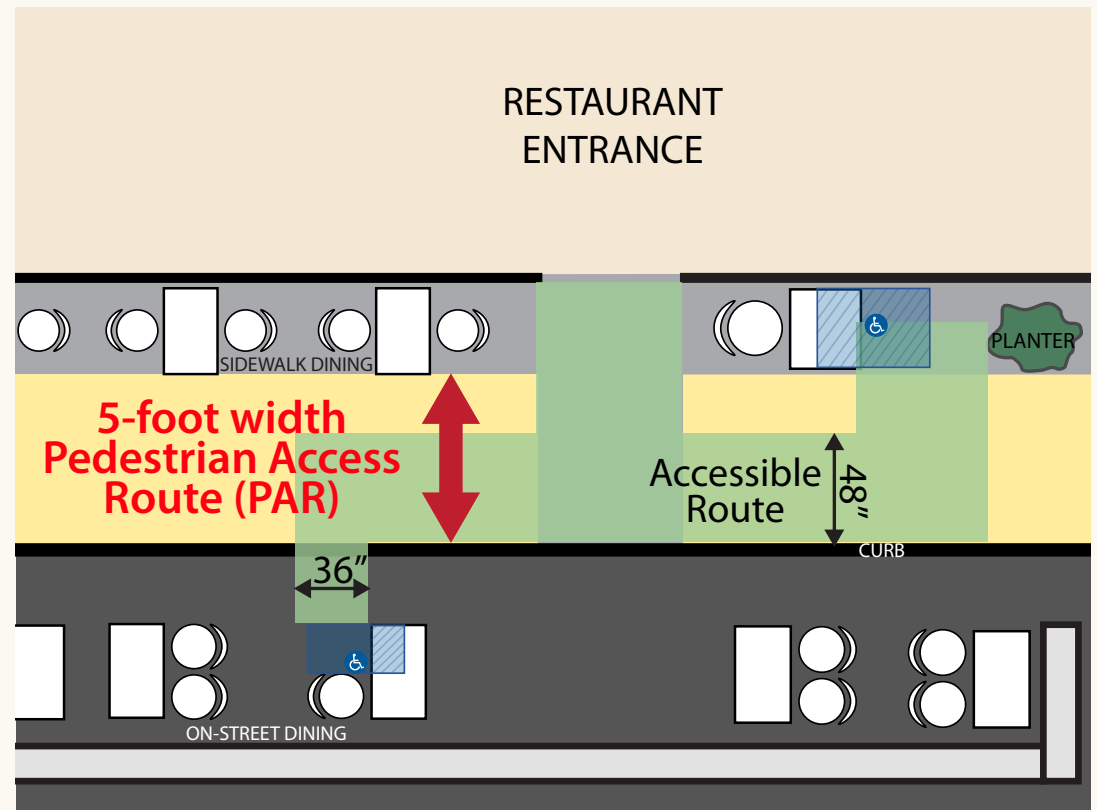 RESTAURANT
ENTRANCE
SIDEWALK DINING
PLANTER
5-foot width
Pedestrian Access
Route (PAR)
Accessible
Route
48”
CURB
36”
ON-STREET DINING